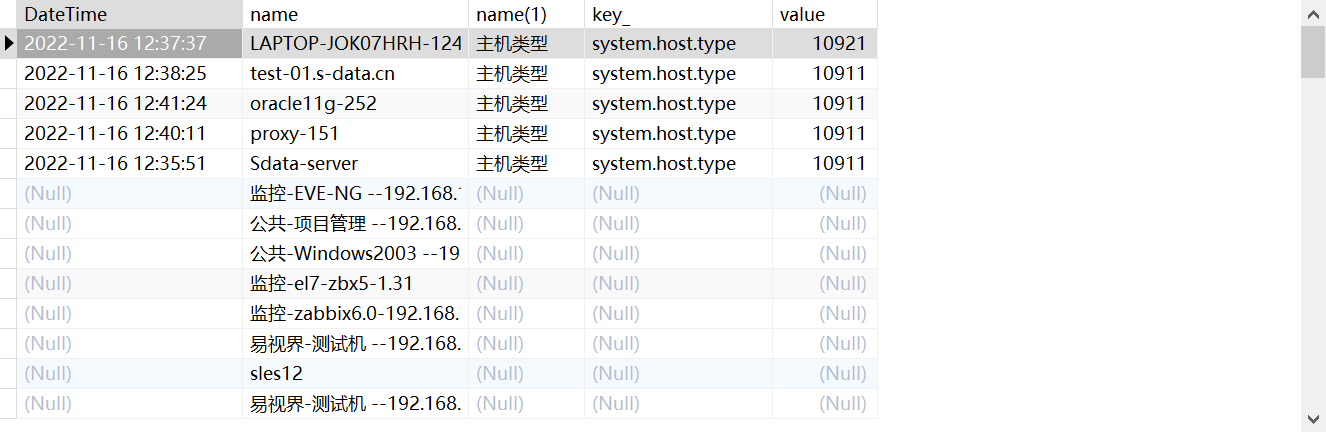 DateTime name name(1) key_ value
2022-11-16 12:37:37 LAPTOP-JOK07HRH-124 主机类型 system.host.type 10921
2022-11-16 12:38:25 test-01.s-data.cn 主机类型 system.host.type 10911
2022-11-16 12:41:24 oracle11g-252 主机类型 system.host.type 10911
2022-11-16 12:40:11 proxy-151 主机类型 system.host.type 10911
2022-11-16 12:35:51 Sdata-server 主机类型 system.host.type 10911
(Null) 监控-EVE-NG --192.168. (Null) (Null) (Null)
(Null) 公共-项目管理 --192.168. (Null) (Null) (Null)
(Null) 公共-Windows2003 --19 (Null) (Null) (Null)
(Null) 监控-el7-zbx5-1.31 (Null) (Null) (Null)
(Null) 监控-zabbix6.0-192.168. (Null) (Null) (Null)
(Null) 易视界-测试机 --192.168. (Null) (Null) (Null)
(Null) sles12 (Null) (Null) (Null)
(Null) 易视界-测试机 --192.168. (Null) (Null) (Null)